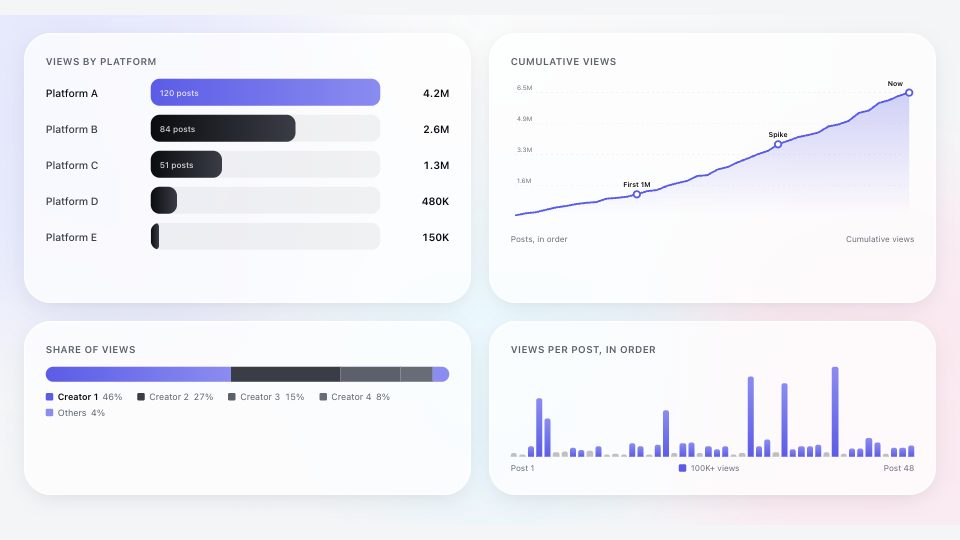 VIEWS BY PLATFORM
Platform A 120 posts 4.2M
Platform B 84 posts 2.6M
Platform C 51 posts 1.3M
Platform D 480K
Platform E 150K
CUMULATIVE VIEWS
6.5M
4.9M
3.3M
1.6M
First 1M
Spike
Now
Posts, in order Cumulative views
SHARE OF VIEWS
Creator 1 46% Creator 2 27% Creator 3 15% Creator 4 8%
Others 4%
VIEWS PER POST, IN ORDER
Post 1 100K+ views Post 48